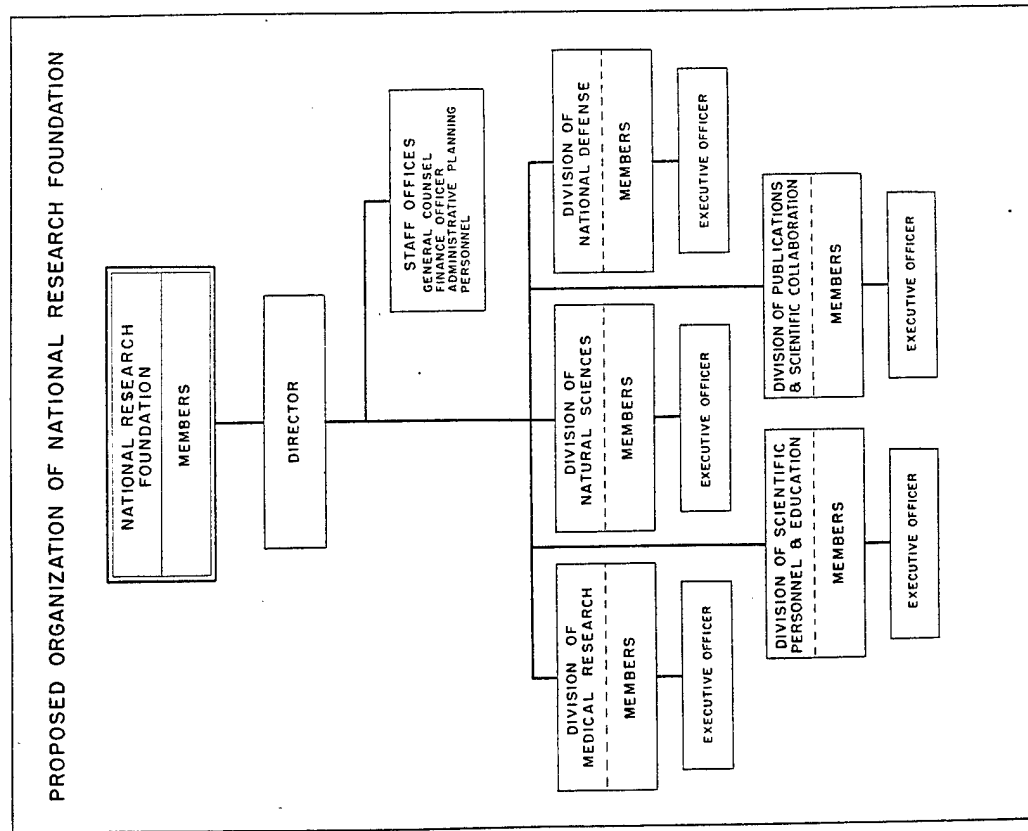 PROPOSED ORGANIZATION OF NATIONAL RESEARCH FOUNDATION
NATIONAL RESEARCH
FOUNDATION
MEMBERS
DIRECTOR
STAFF OFFICES
GENERAL COUNSEL
FINANCE OFFICER
ADMINISTRATIVE PLANNING
PERSONNEL
DIVISION OF
MEDICAL RESEARCH
MEMBERS
EXECUTIVE OFFICER
DIVISION OF
NATURAL SCIENCES
MEMBERS
EXECUTIVE OFFICER
DIVISION OF
NATIONAL DEFENSE
MEMBERS
EXECUTIVE OFFICER
DIVISION OF SCIENTIFIC
PERSONNEL & EDUCATION
MEMBERS
EXECUTIVE OFFICER
DIVISION OF PUBLICATIONS
& SCIENTIFIC COLLABORATION
MEMBERS
EXECUTIVE OFFICER